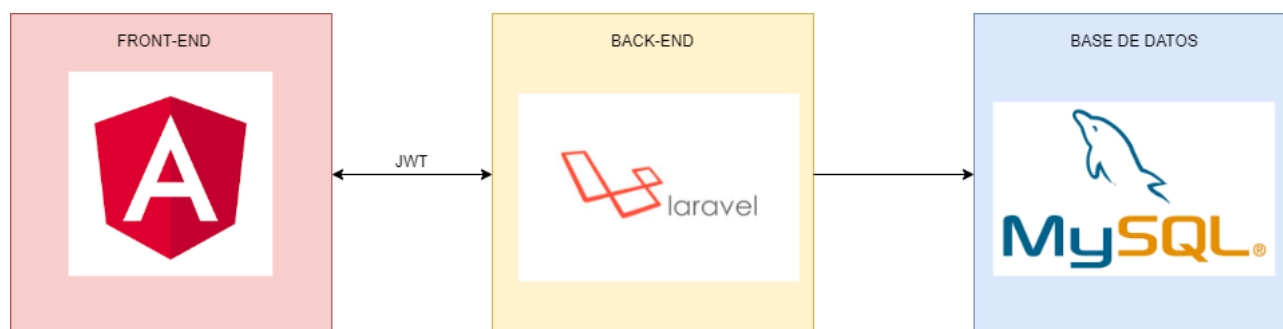 FRONT-END
A
JWT
BACK-END
laravel
BASE DE DATOS
MySQL®